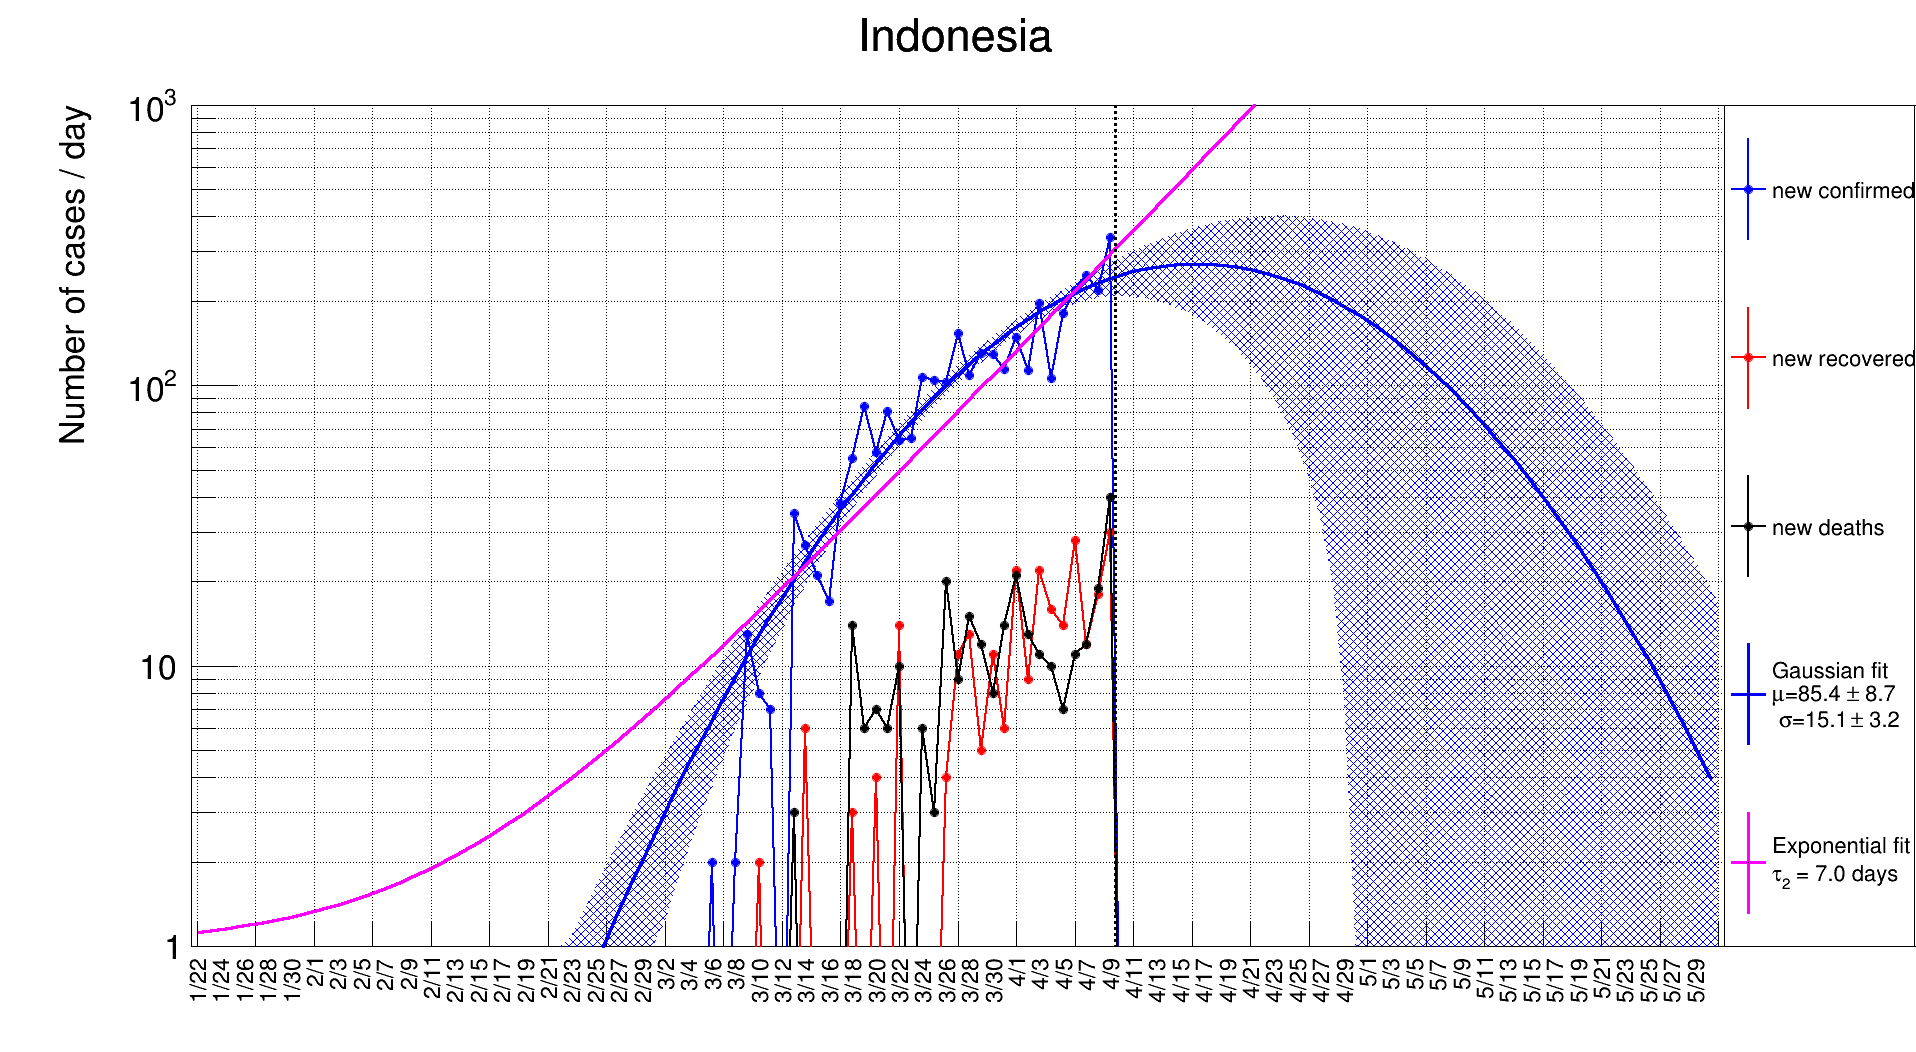 Indonesia
Number of cases / day
10³
10²
10
1
1/22 1/24 1/26 1/28 1/30 2/1 2/3 2/5 2/7 2/9 2/11 2/13 2/15 2/17 2/19 2/21 2/23 2/25 2/27 2/29 3/2 3/4 3/6 3/8 3/10 3/12 3/14 3/16 3/18 3/20 3/22 3/24 3/26 3/28 3/30 4/1 4/3 4/5 4/7 4/9 4/11 4/13 4/15 4/17 4/19 4/21 4/23 4/25 4/27 4/29 5/1 5/3 5/5 5/7 5/9 5/11 5/13 5/15 5/17 5/19 5/21 5/23 5/25 5/27 5/29
new confirmed
new recovered
new deaths
Gaussian fit
μ=85.4 ± 8.7
σ=15.1 ± 3.2
Exponential fit
τ₂ = 7.0 days